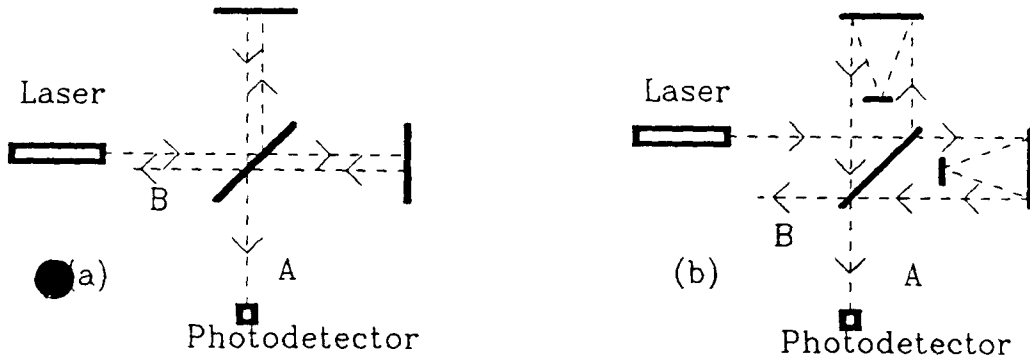 Laser
B
A
(a)
Photodetector
Laser
B
A
(b)
Photodetector